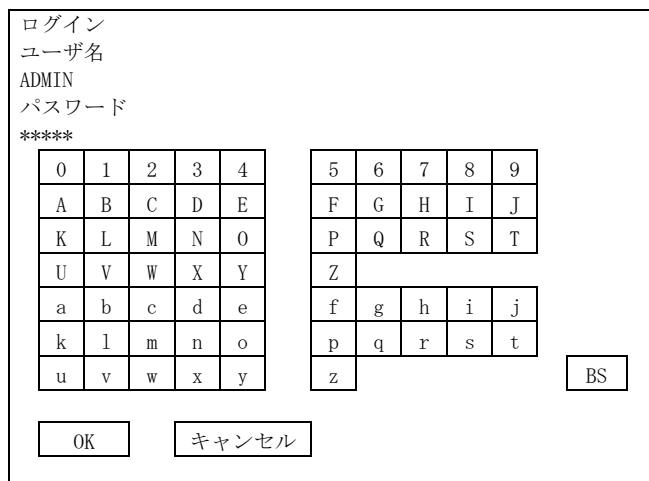 ログイン
ユーザ名
ADMIN
パスワード
*****
0 1 2 3 4 5 6 7 8 9
A B C D E F G H I J
K L M N O P Q R S T
U V W X Y Z
a b c d e f g h i j
k l m n o p q r s t
u v w x y z BS
OK キャンセル